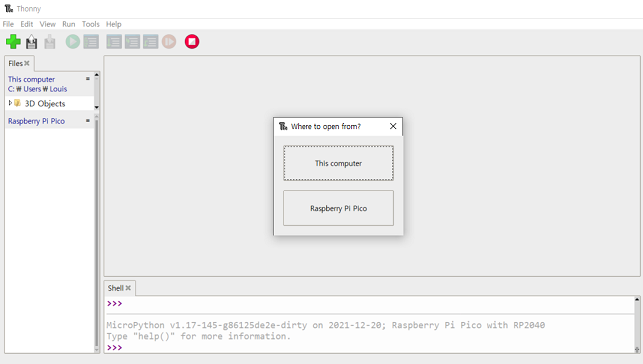 Thonny
File Edit View Run Tools Help
Files
This computer
C: ₩ Users ₩ Louis
3D Objects
Raspberry Pi Pico
Where to open from?
This computer
Raspberry Pi Pico
Shell
>>>
MicroPython v1.17-145-g86125de2e-dirty on 2021-12-20; Raspberry Pi Pico with RP2040
Type "help()" for more information.
>>>